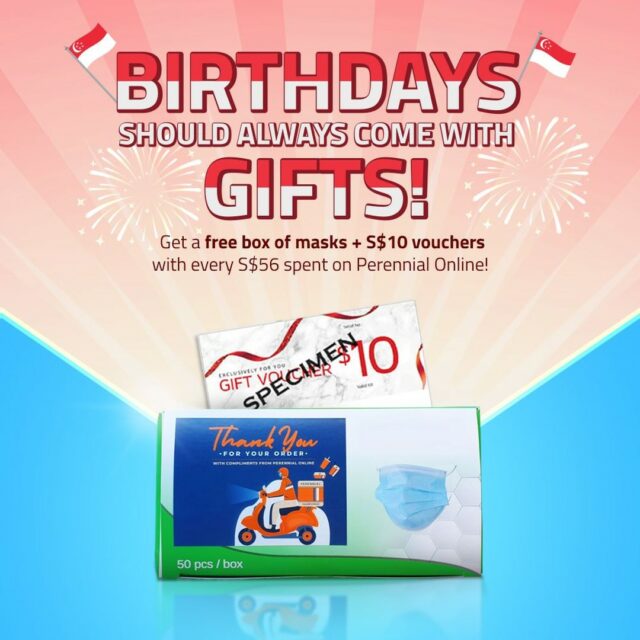 BIRTHDAYS
SHOULD ALWAYS COME WITH
GIFTS!
Get a free box of masks + S$10 vouchers
with every S$56 spent on Perennial Online!
EXCLUSIVELY FOR YOU
GIFT VOUCHER $10
SPECIMEN
Thank You
-FOR YOUR ORDER-
WITH COMPLIMENTS FROM PERENNIAL ONLINE
PERENNIAL
50 pcs / box